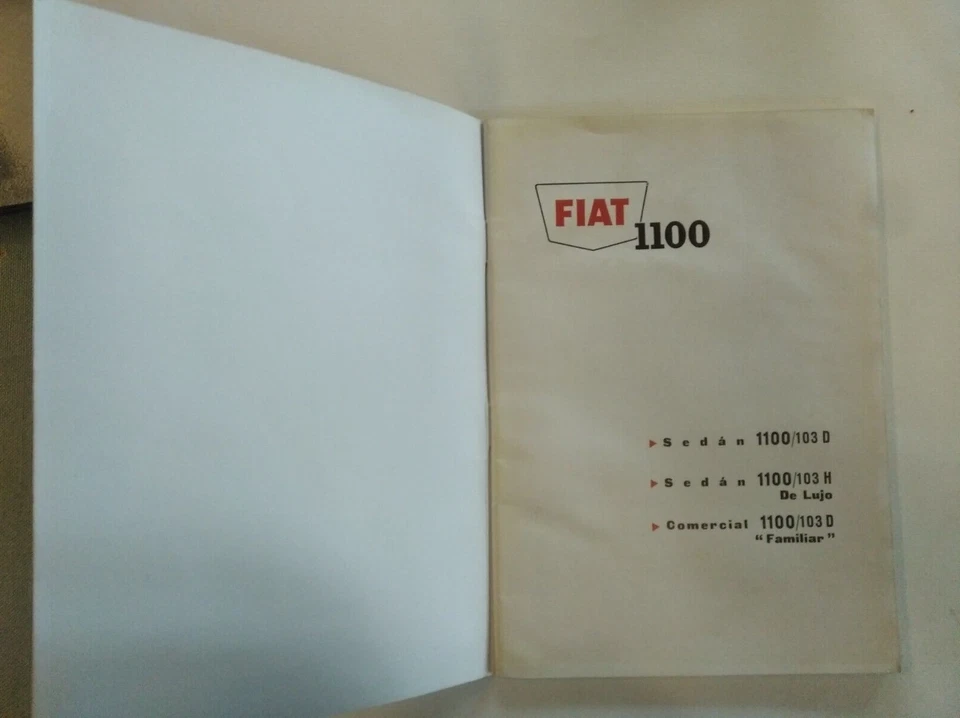 FIAT
1100
Sedán 1100/103 D
Sedán 1100/103 H
De Lujo
Comercial 1100/103 D
"Familiar"